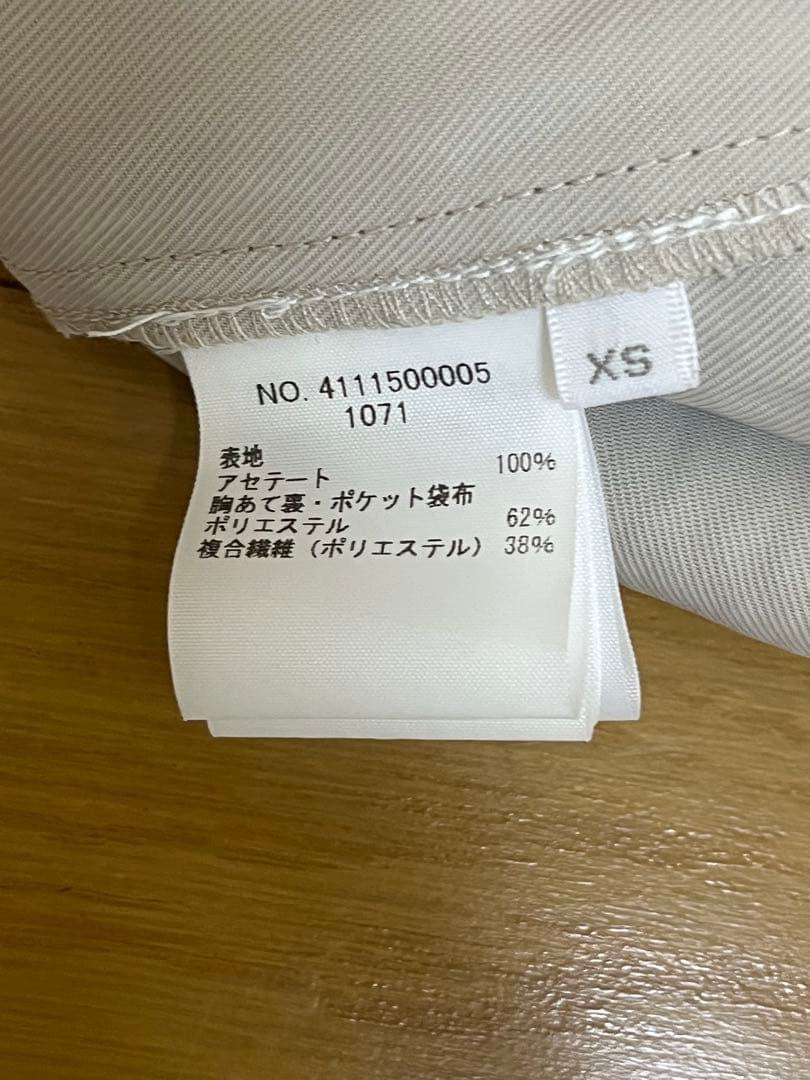 XS
NO. 4111500005
1071
表地
アセテート 100%
胸あて裏・ポケット袋布
ポリエステル 62%
複合繊維（ポリエステル） 38%